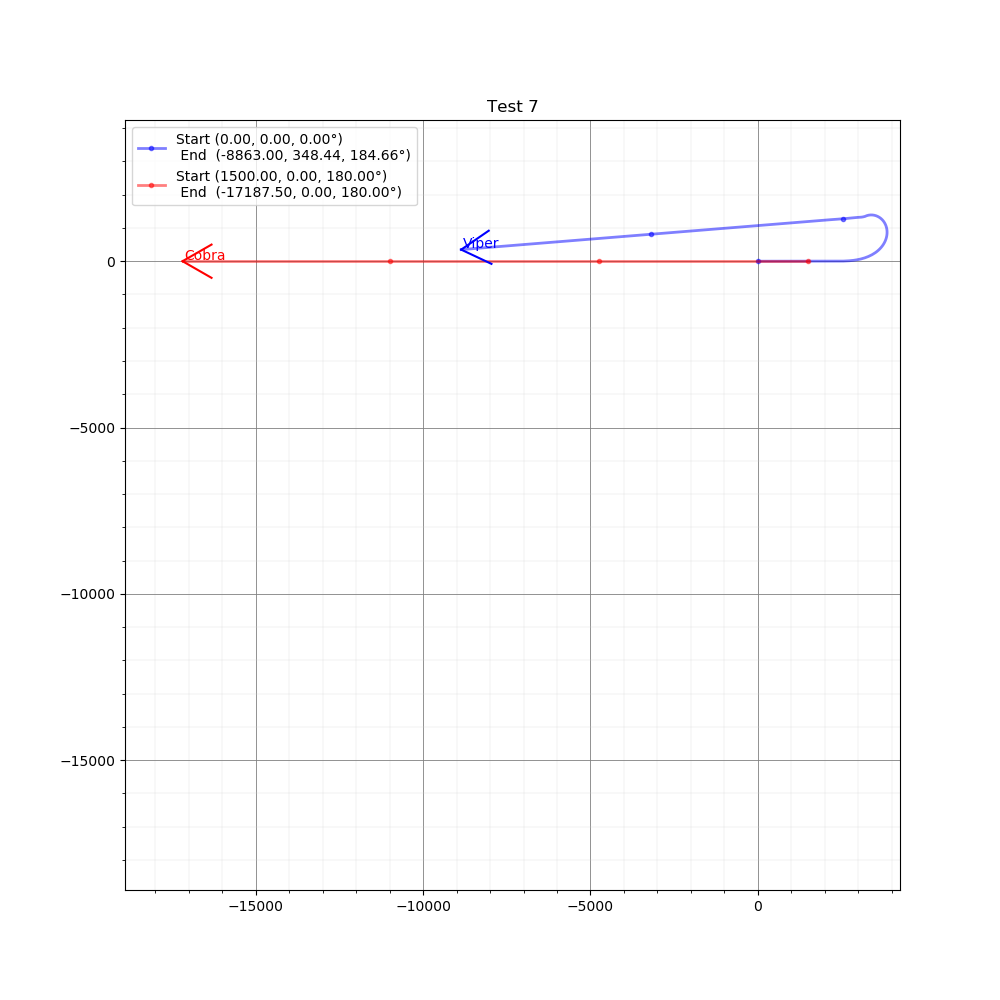 Test 7
Start (0.00, 0.00, 0.00°)
End (-8863.00, 348.44, 184.66°)
Start (1500.00, 0.00, 180.00°)
End (-17187.50, 0.00, 180.00°)
Viper
Cobra
0
−5000
−10000
−15000
−15000 −10000 −5000 0